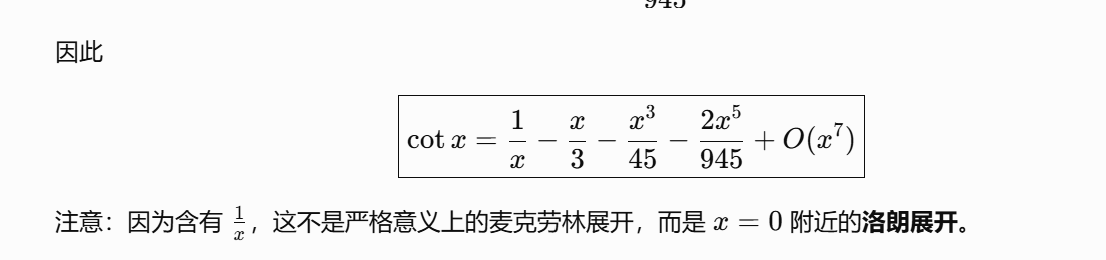 945
因此
cot x = 1/x − x/3 − x³/45 − 2x⁵/945 + O(x⁷)
注意：因为含有 1/x，这不是严格意义上的麦克劳林展开，而是 x = 0 附近的洛朗展开。